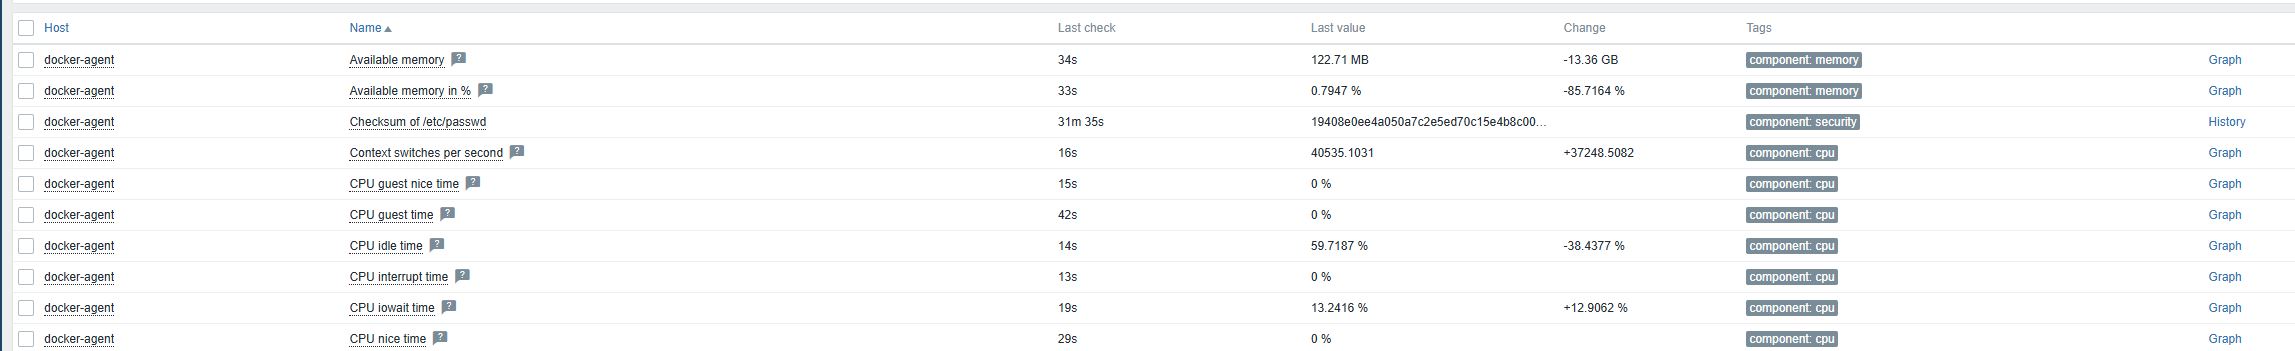 Host Name Last check Last value Change Tags
docker-agent Available memory ? 34s 122.71 MB -13.36 GB component: memory Graph
docker-agent Available memory in % ? 33s 0.7947 % -85.7164 % component: memory Graph
docker-agent Checksum of /etc/passwd 31m 35s 19408e0ee4a050a7c2e5ed70c15e4b8c00... component: security History
docker-agent Context switches per second ? 16s 40535.1031 +37248.5082 component: cpu Graph
docker-agent CPU guest nice time ? 15s 0 % component: cpu Graph
docker-agent CPU guest time ? 42s 0 % component: cpu Graph
docker-agent CPU idle time ? 14s 59.7187 % -38.4377 % component: cpu Graph
docker-agent CPU interrupt time ? 13s 0 % component: cpu Graph
docker-agent CPU iowait time ? 19s 13.2416 % +12.9062 % component: cpu Graph
docker-agent CPU nice time ? 29s 0 % component: cpu Graph